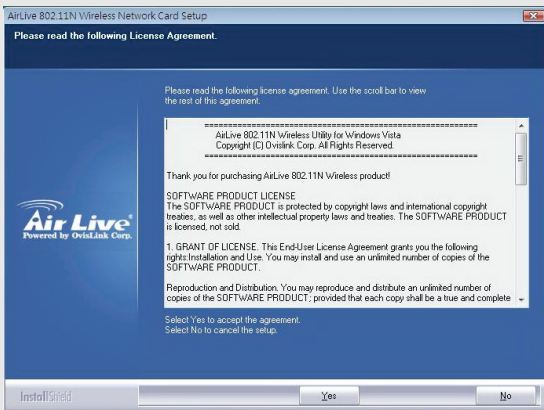 AirLive 802.11N Wireless Network Card Setup
Please read the following License Agreement.
Please read the following license agreement. Use the scroll bar to view
the rest of this agreement.
====================================================
AirLive 802.11N Wireless Utility for Windows Vista
Copyright (C) Ovislink Corp. All Rights Reserved.
====================================================
Thank you for purchasing AirLive 802.11N Wireless product!
SOFTWARE PRODUCT LICENSE
The SOFTWARE PRODUCT is protected by copyright laws and international copyright
treaties, as well as other intellectual property laws and treaties. The SOFTWARE PRODUCT
is licensed, not sold.
1. GRANT OF LICENSE. This End-User License Agreement grants you the following
rights:Installation and Use. You may install and use an unlimited number of copies of the
SOFTWARE PRODUCT.
Reproduction and Distribution. You may reproduce and distribute an unlimited number of
copies of the SOFTWARE PRODUCT; provided that each copy shall be a true and complete
Air Live®
Powered by OvisLink Corp.
Select Yes to accept the agreement.
Select No to cancel the setup.
InstallShield
Yes
No